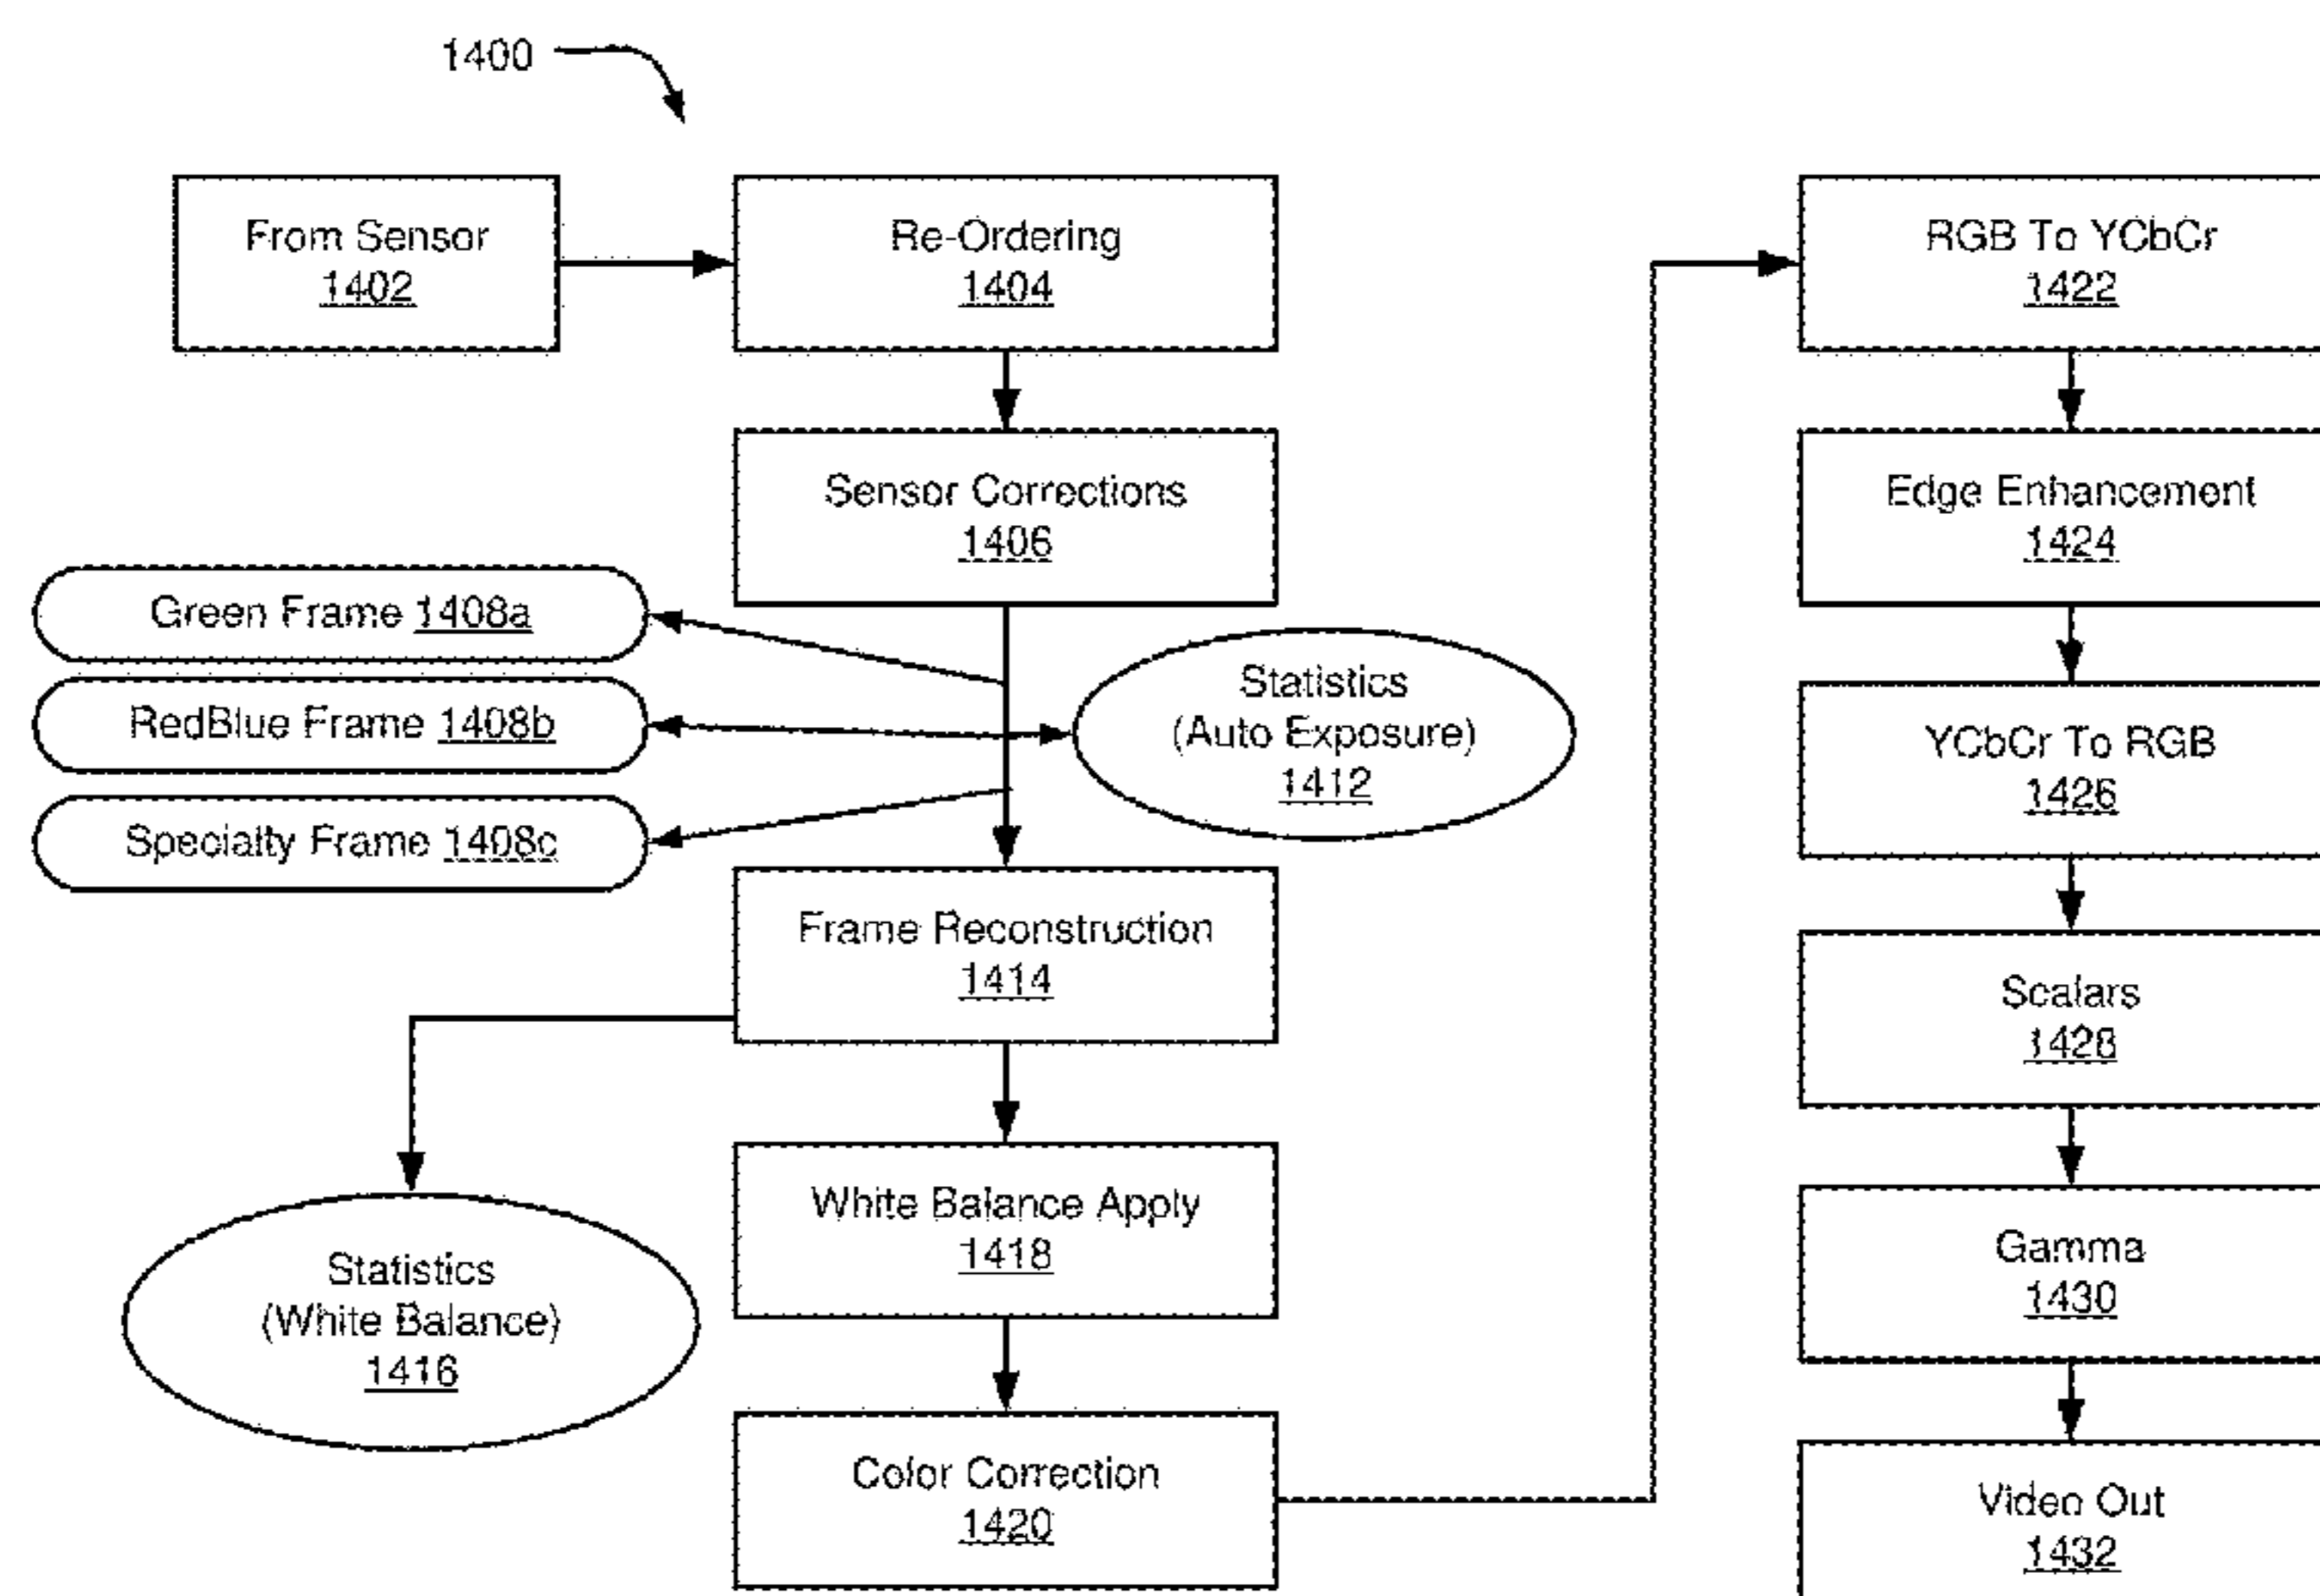 1400
From Sensor
1402
Re-Ordering
1404
Sensor Corrections
1406
Green Frame 1408a
RedBlue Frame 1408b
Specialty Frame 1408c
Statistics
(Auto Exposure)
1412
Frame Reconstruction
1414
Statistics
(White Balance)
1416
White Balance Apply
1418
Color Correction
1420
RGB To YCbCr
1422
Edge Enhancement
1424
YCbCr To RGB
1426
Scalars
1428
Gamma
1430
Video Out
1432